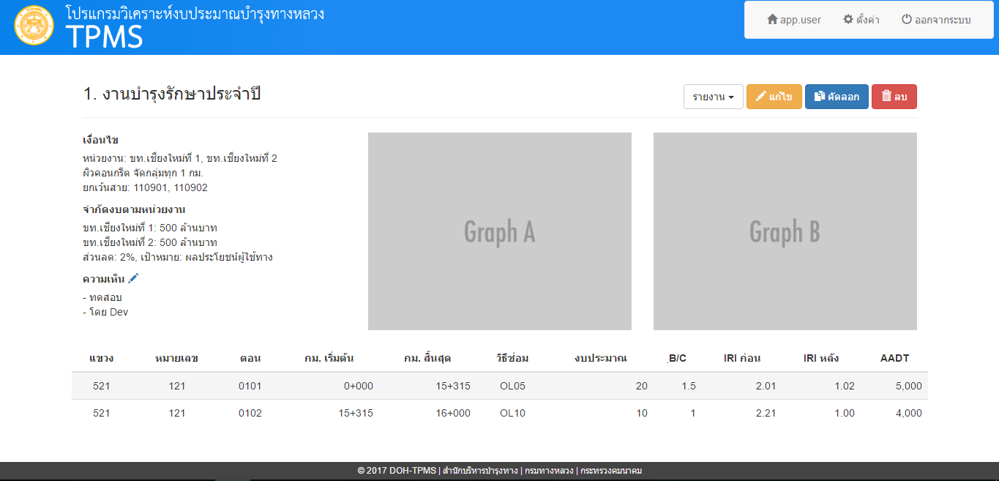 โปรแกรมวิเคราะห์งบประมาณบำรุงทางหลวง
TPMS
app.user ตั้งค่า ออกจากระบบ
1. งานบำรุงรักษาประจำปี
รายงาน แก้ไข คัดลอก ลบ
เงื่อนไข
หน่วยงาน: ขท.เชียงใหม่ที่ 1, ขท.เชียงใหม่ที่ 2
ผิวคอนกรีต จัดกลุ่มทุก 1 กม.
ยกเว้นสาย: 110901, 110902
จำกัดงบตามหน่วยงาน
ขท.เชียงใหม่ที่ 1: 500 ล้านบาท
ขท.เชียงใหม่ที่ 2: 500 ล้านบาท
ส่วนลด: 2%, เป้าหมาย: ผลประโยชน์ผู้ใช้ทาง
ความเห็น
- ทดสอบ
- โดย Dev
Graph A
Graph B
แขวง หมายเลข ตอน กม. เริ่มต้น กม. สิ้นสุด วิธีซ่อม งบประมาณ B/C IRI ก่อน IRI หลัง AADT
521 121 0101 0+000 15+315 OL05 20 1.5 2.01 1.02 5,000
521 121 0102 15+315 16+000 OL10 10 1 2.21 1.00 4,000
© 2017 DOH-TPMS | สำนักบริหารบำรุงทาง | กรมทางหลวง | กระทรวงคมนาคม